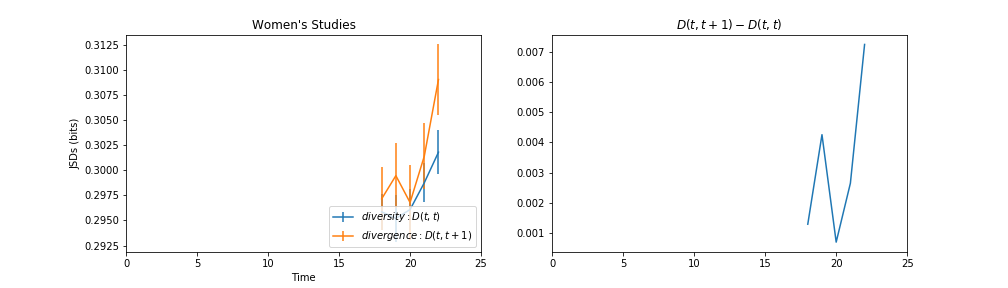 Women's Studies
JSDs (bits)
0.3125
0.3100
0.3075
0.3050
0.3025
0.3000
0.2975
0.2950
0.2925
0 5 10 15 20 25
Time
diversity: D(t, t)
divergence: D(t, t + 1)
D(t, t + 1) − D(t, t)
0.007
0.006
0.005
0.004
0.003
0.002
0.001
0 5 10 15 20 25